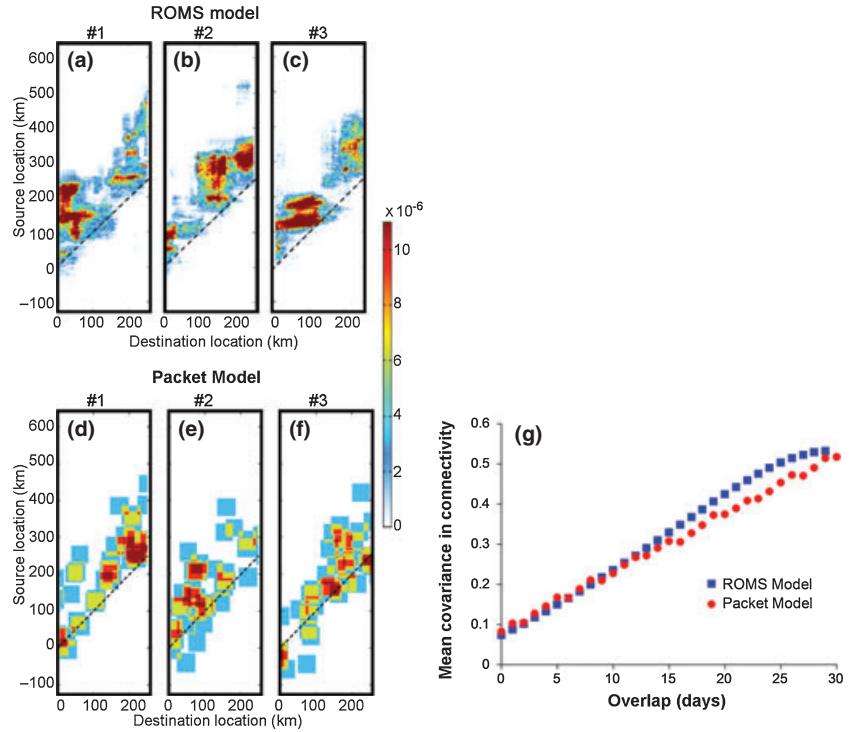 ROMS model
#1 #2 #3
(a) (b) (c)
600
500
400
300
200
100
0
–100
Source location (km)
0 100 200 0 100 200 0 100 200
Destination location (km)
x 10-6
10
8
6
4
2
0
Packet Model
#1 #2 #3
(d) (e) (f)
600
500
400
300
200
100
0
–100
Source location (km)
0 100 200 0 100 200 0 100 200
Destination location (km)
(g)
Mean covariance in connectivity
0.6
0.5
0.4
0.3
0.2
0.1
0
ROMS Model
Packet Model
0 5 10 15 20 25 30
Overlap (days)